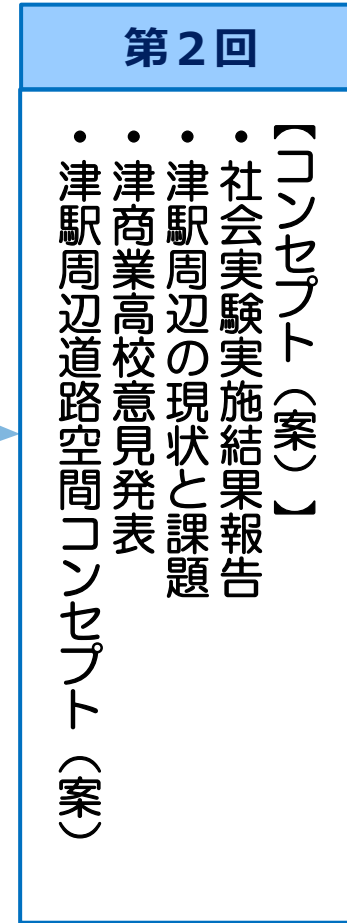 第2回
【コンセプト（案）】
・社会実験実施結果報告
・津駅周辺の現状と課題
・津商業高校意見発表
・津駅周辺道路空間コンセプト（案）